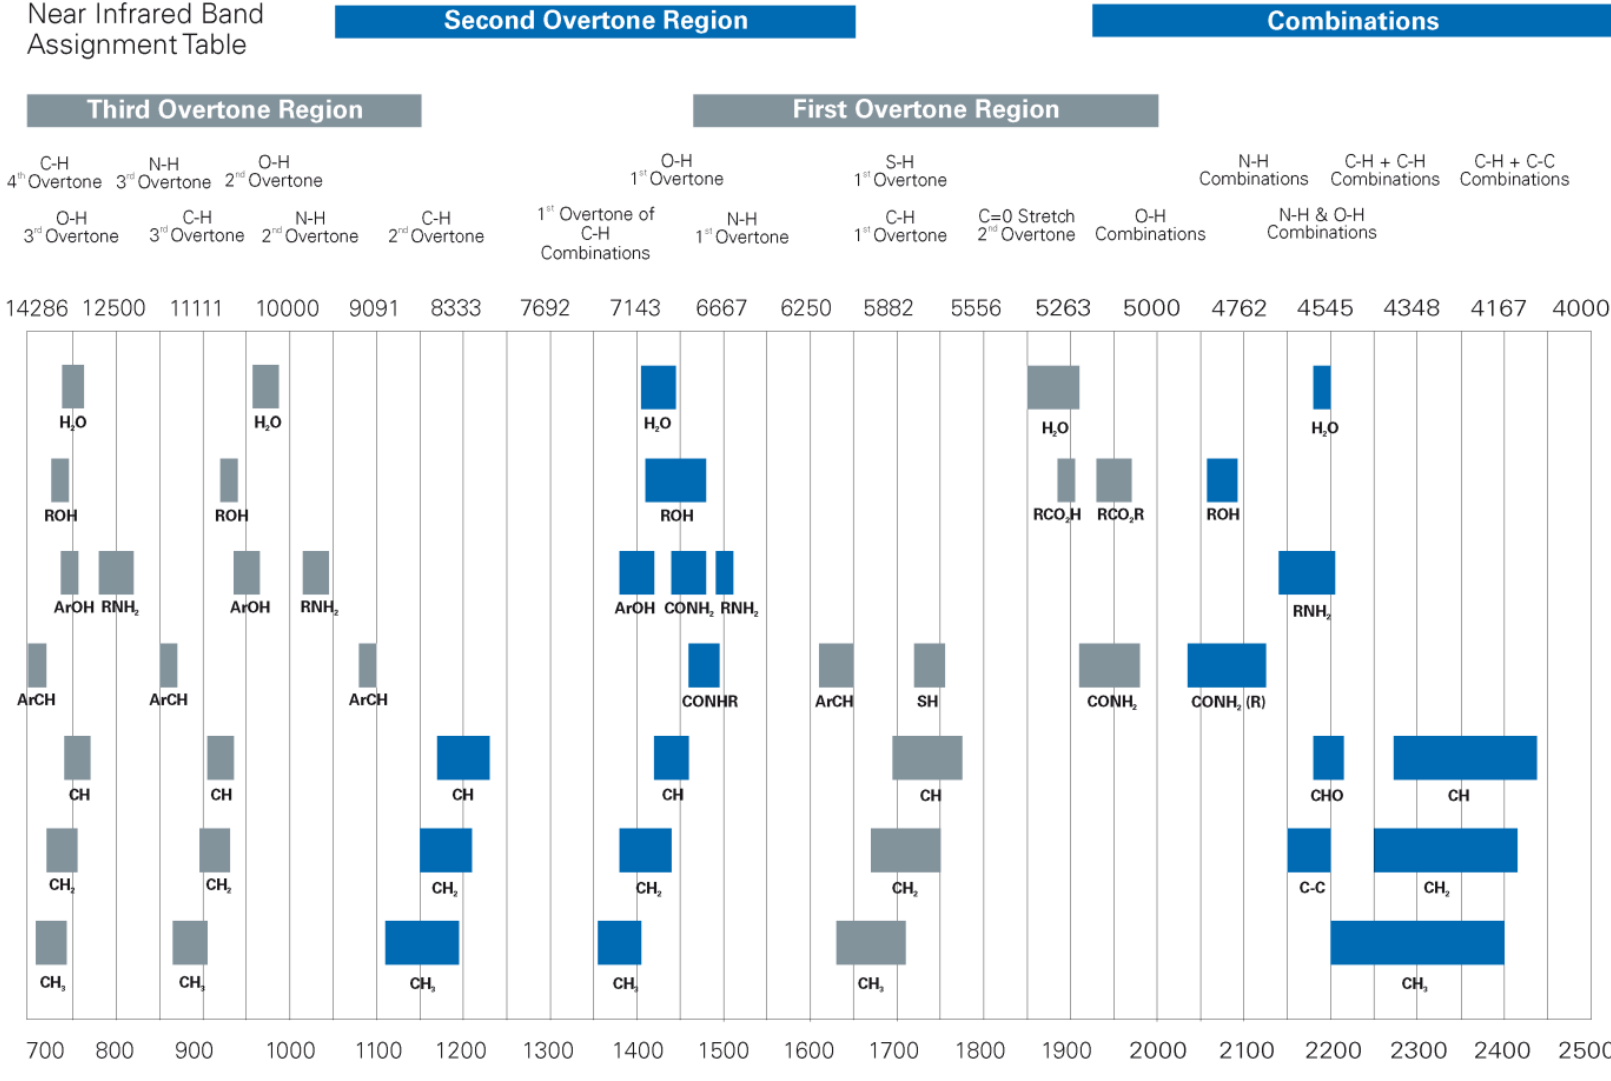 Near Infrared Band
Assignment Table
Second Overtone Region
Combinations
Third Overtone Region
First Overtone Region
C-H
4th Overtone
N-H
3rd Overtone
O-H
2nd Overtone
O-H
1st Overtone
S-H
1st Overtone
N-H
Combinations
C-H + C-H
Combinations
C-H + C-C
Combinations
O-H
3rd Overtone
C-H
3rd Overtone
N-H
2nd Overtone
C-H
2nd Overtone
1st Overtone of
C-H
Combinations
N-H
1st Overtone
C-H
1st Overtone
C=0 Stretch
2nd Overtone
O-H
Combinations
N-H & O-H
Combinations
14286 12500 11111 10000 9091 8333 7692 7143 6667 6250 5882 5556 5263 5000 4762 4545 4348 4167 4000
H₂O H₂O H₂O H₂O H₂O
ROH ROH ROH RCO₂H RCO₂R ROH
ArOH RNH₂ ArOH RNH₂ ArOH CONH₂ RNH₂ RNH₂
ArCH ArCH ArCH CONHR ArCH SH CONH₂ CONH₂ (R)
CH CH CH CH CH CHO CH
CH₂ CH₂ CH₂ CH₂ CH₂ C-C CH₂
CH₃ CH₃ CH₃ CH₃ CH₃ CH₃
700 800 900 1000 1100 1200 1300 1400 1500 1600 1700 1800 1900 2000 2100 2200 2300 2400 2500